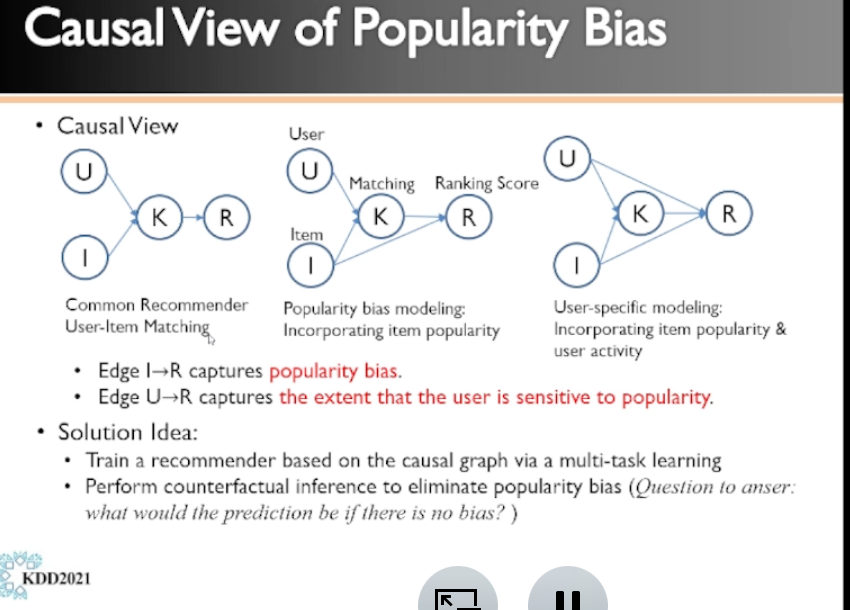 Causal View of Popularity Bias
• Causal View
U
I
K
R
Common Recommender
User-Item Matching
User
U
Matching
Ranking Score
K
R
Item
I
Popularity bias modeling:
Incorporating item popularity
U
K
R
I
User-specific modeling:
Incorporating item popularity &
user activity
• Edge I→R captures popularity bias.
• Edge U→R captures the extent that the user is sensitive to popularity.
• Solution Idea:
• Train a recommender based on the causal graph via a multi-task learning
• Perform counterfactual inference to eliminate popularity bias (Question to anser:
what would the prediction be if there is no bias? )
KDD2021